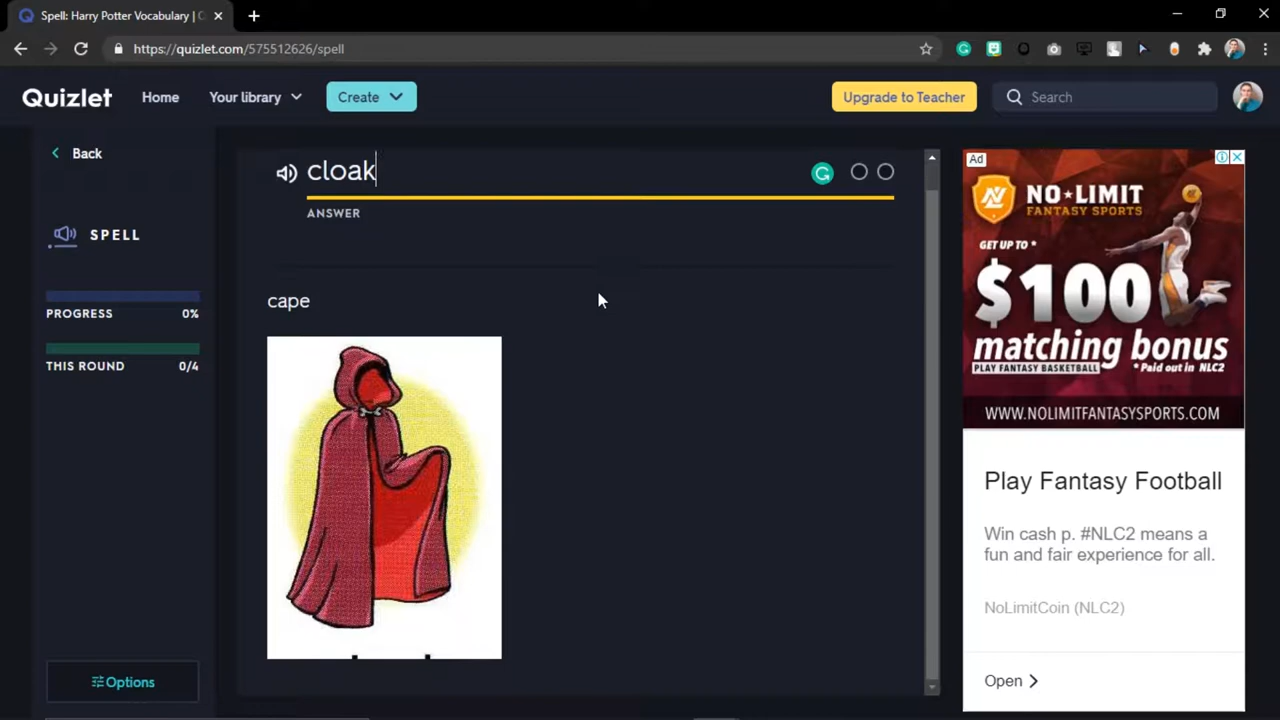 Spell: Harry Potter Vocabulary |
https://quizlet.com/575512626/spell
Quizlet
Home
Your library
Create
Upgrade to Teacher
Search
Back
cloak
ANSWER
SPELL
PROGRESS 0%
THIS ROUND 0/4
cape
Options
Ad
NO★LIMIT
FANTASY SPORTS
GET UP TO *
$100
matching bonus
PLAY FANTASY BASKETBALL
* Paid out in NLC2
WWW.NOLIMITFANTASYSPORTS.COM
Play Fantasy Football
Win cash p. #NLC2 means a
fun and fair experience for all.
NoLimitCoin (NLC2)
Open